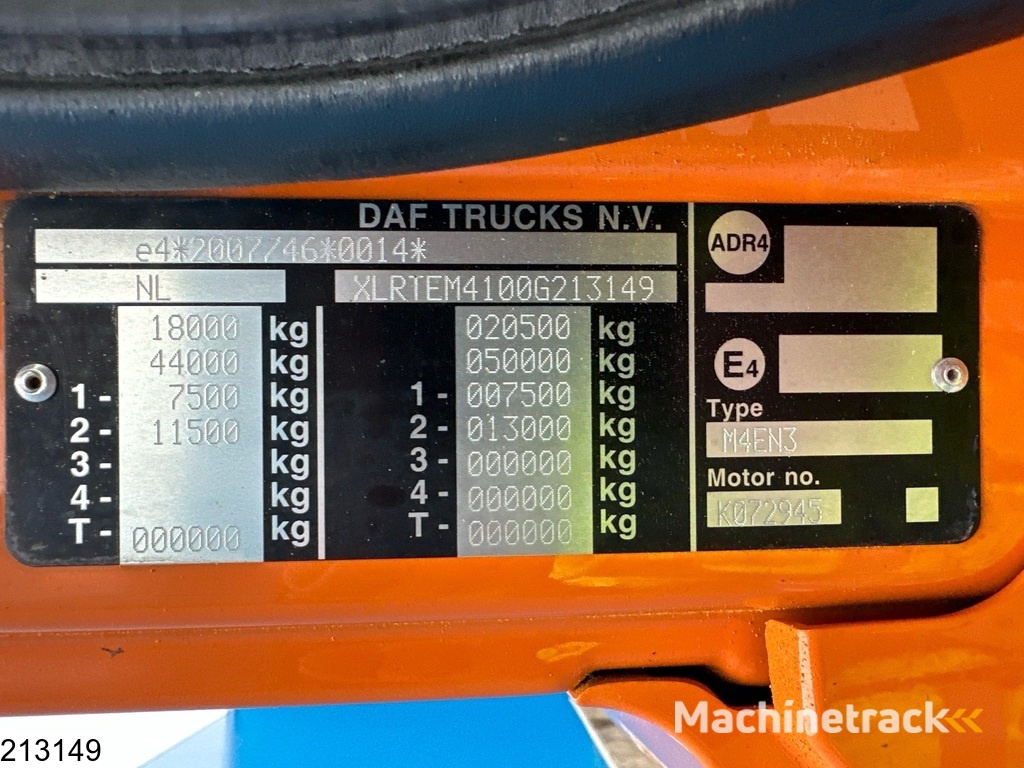 DAF TRUCKS N.V.
e4*2007/46*0014*
NL XLRTEM4100G213149
18000 kg 020500 kg
44000 kg 050000 kg
1- 7500 kg 1- 007500 kg
2- 11500 kg 2- 013000 kg
3- kg 3- 000000 kg
4- kg 4- 000000 kg
T- 000000 kg T- 000000 kg
ADR4
E4
Type
M4EN3
Motor no.
K072945
Machinetrack
213149